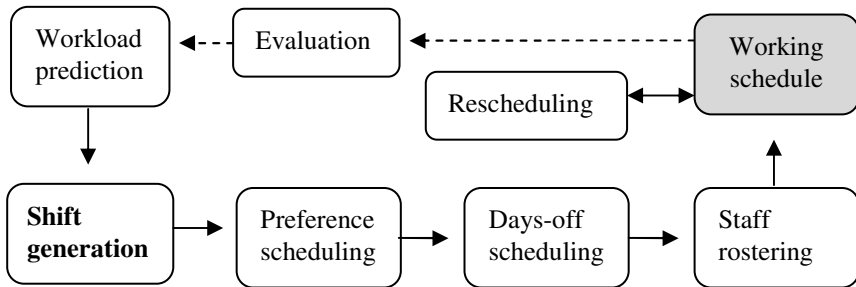 Workload
prediction
Evaluation
Working
schedule
Rescheduling
Shift
generation
Preference
scheduling
Days-off
scheduling
Staff
rostering